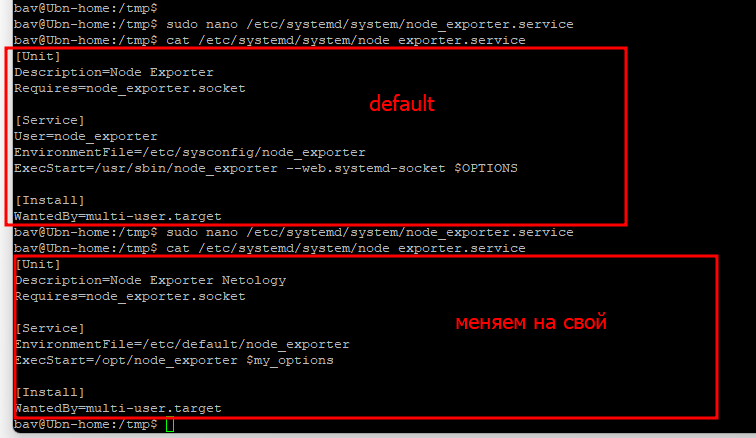 bav@Ubn-home:/tmp$
bav@Ubn-home:/tmp$ sudo nano /etc/systemd/system/node_exporter.service
bav@Ubn-home:/tmp$ cat /etc/systemd/system/node_exporter.service
[Unit]
Description=Node Exporter
Requires=node_exporter.socket
default
[Service]
User=node_exporter
EnvironmentFile=/etc/sysconfig/node_exporter
ExecStart=/usr/sbin/node_exporter --web.systemd-socket $OPTIONS
[Install]
WantedBy=multi-user.target
bav@Ubn-home:/tmp$ sudo nano /etc/systemd/system/node_exporter.service
bav@Ubn-home:/tmp$ cat /etc/systemd/system/node_exporter.service
[Unit]
Description=Node Exporter Netology
Requires=node_exporter.socket
меняем на свой
[Service]
EnvironmentFile=/etc/default/node_exporter
ExecStart=/opt/node_exporter $my_options
[Install]
WantedBy=multi-user.target
bav@Ubn-home:/tmp$